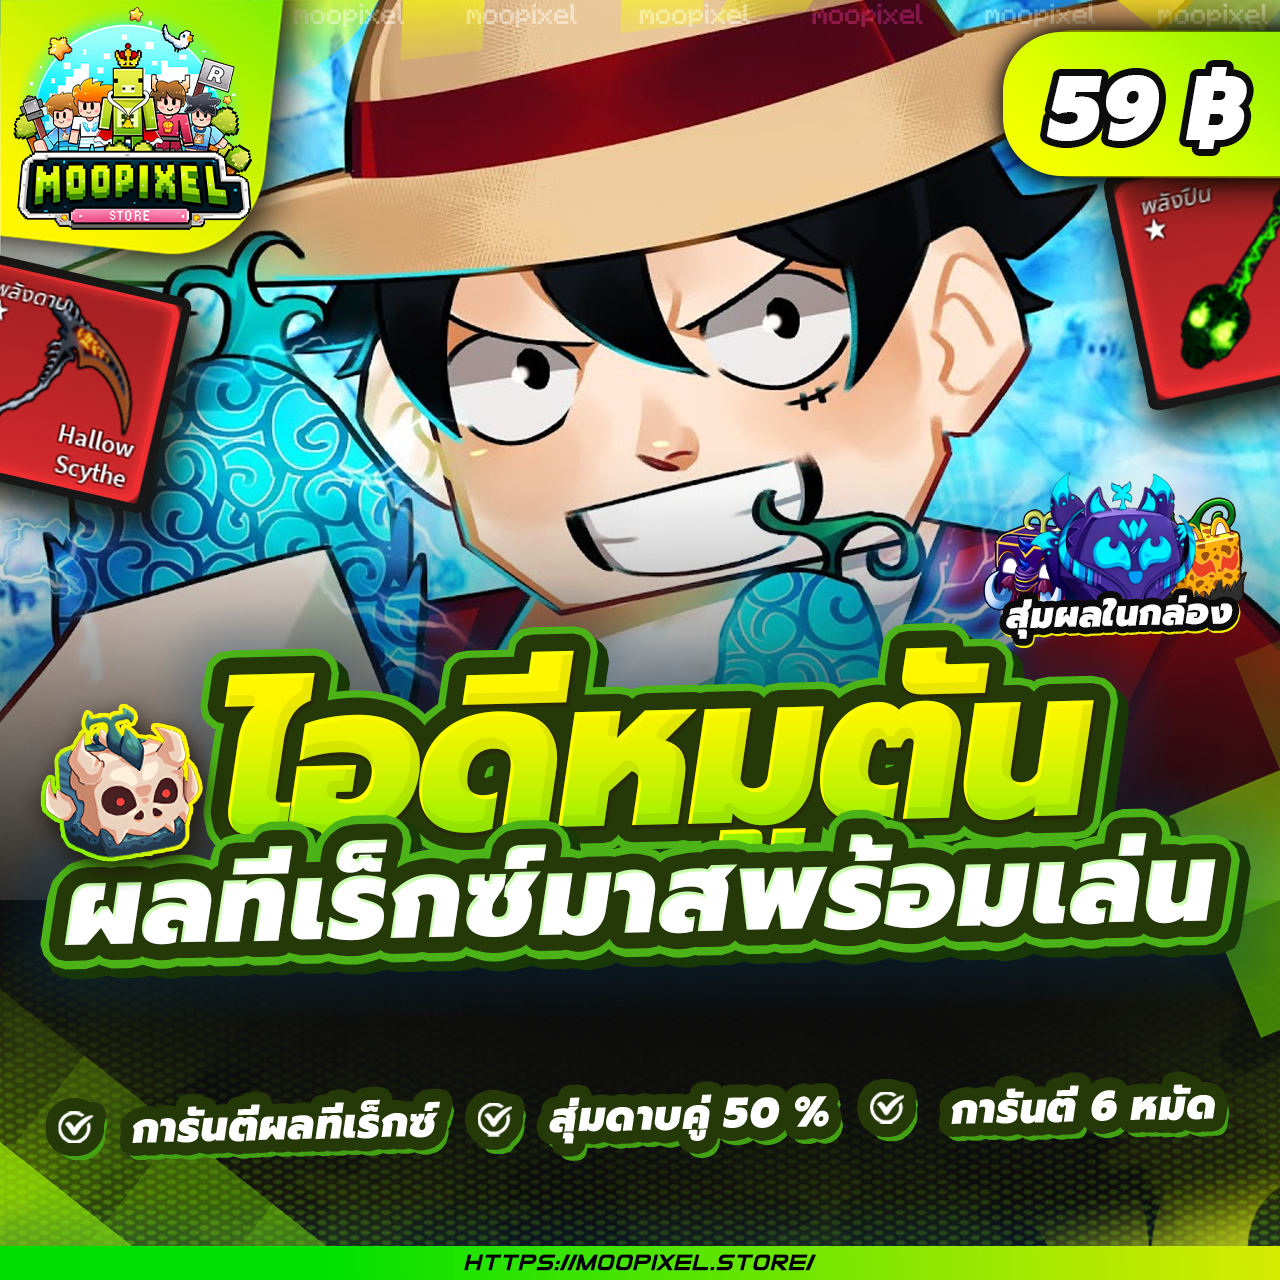 moopixel moopixel moopixel moopixel moopixel moopixel
R
MOOPIXEL
STORE
59 ฿
พลังปืน
พลังดาบ
Hallow
Scythe
สุ่มผลในกล่อง
ไอดีหมูตัน
ผลทีเร็กซ์มาสพร้อมเล่น
การันตีผลทีเร็กซ์
สุ่มดาบคู่ 50 %
การันตี 6 หมัด
HTTPS://MOOPIXEL.STORE/